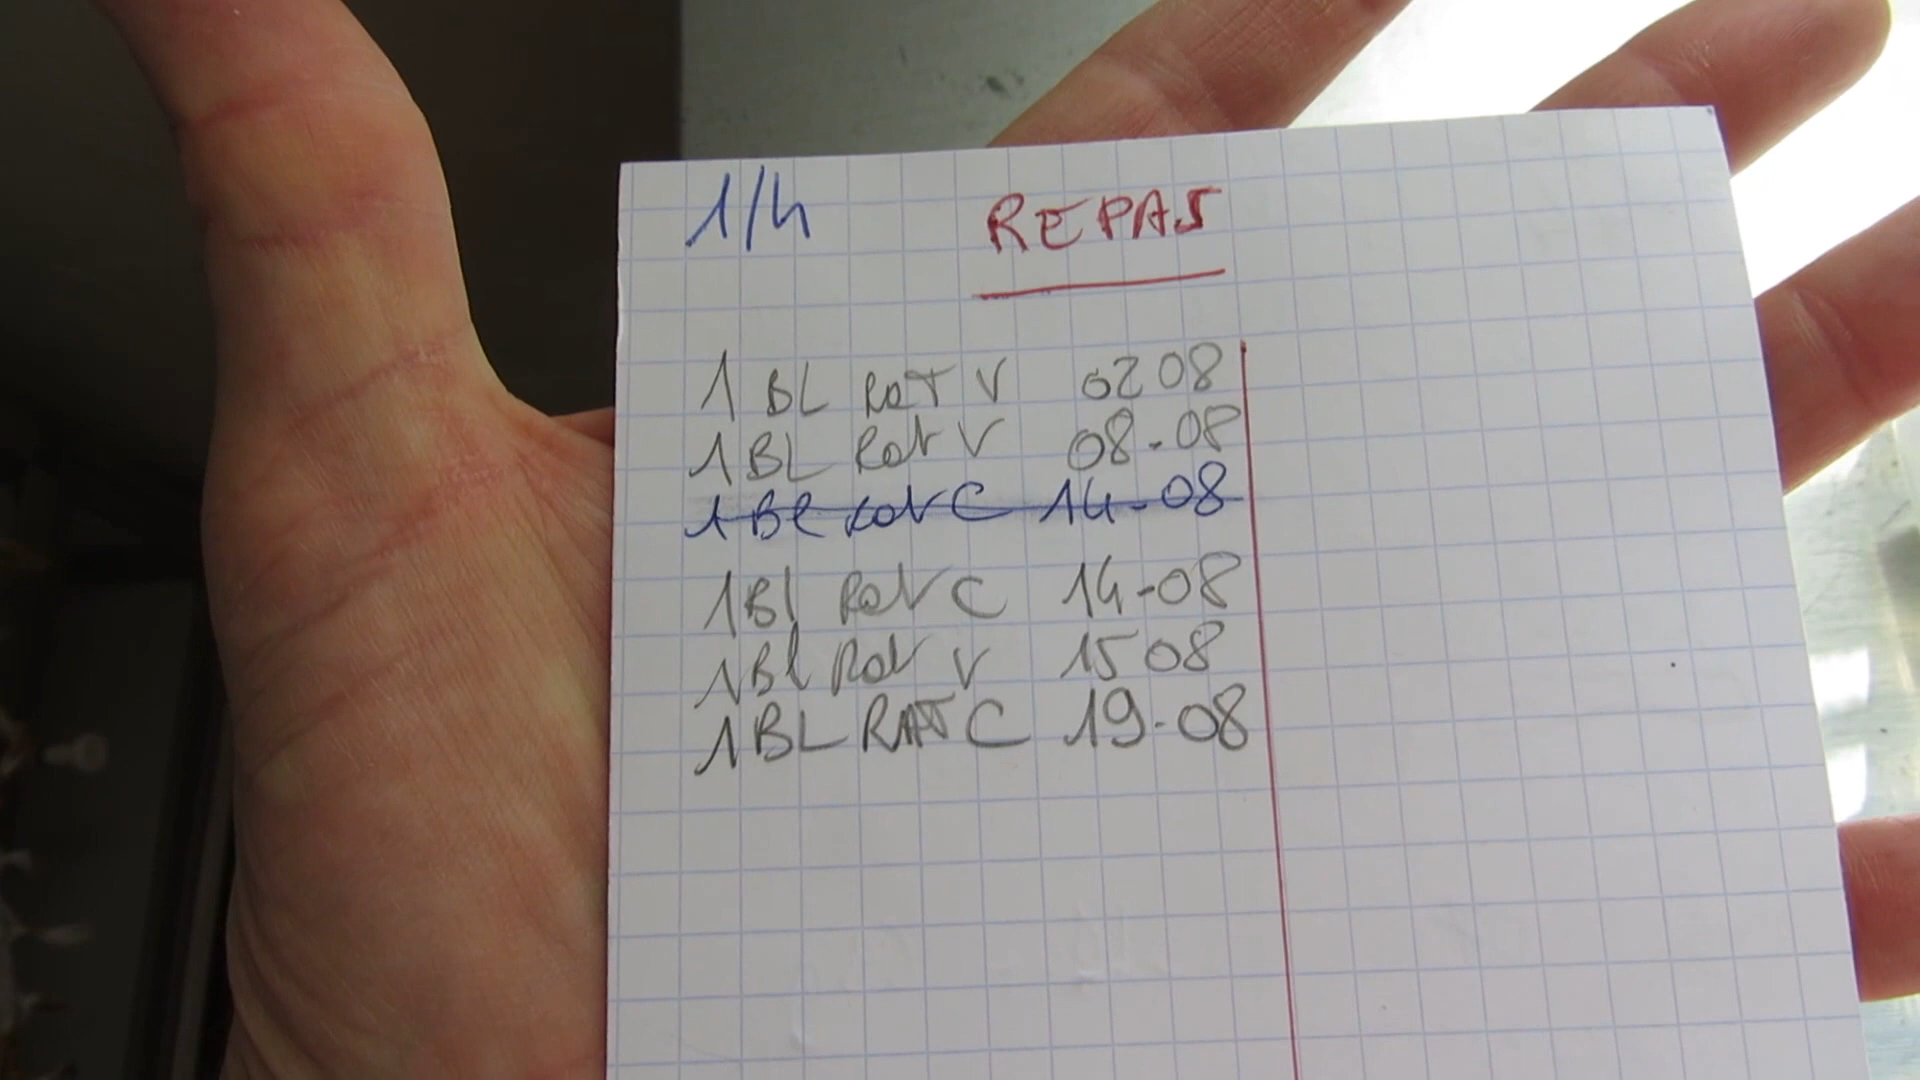 1/4 REPAS
1 BL RaT V 02 08
1 BL Rat V 08-08
1 Bl rat C 14-08
1 Bl Rat C 14-08
1 Bl Rat V 15 08
1 BL RAT C 19-08